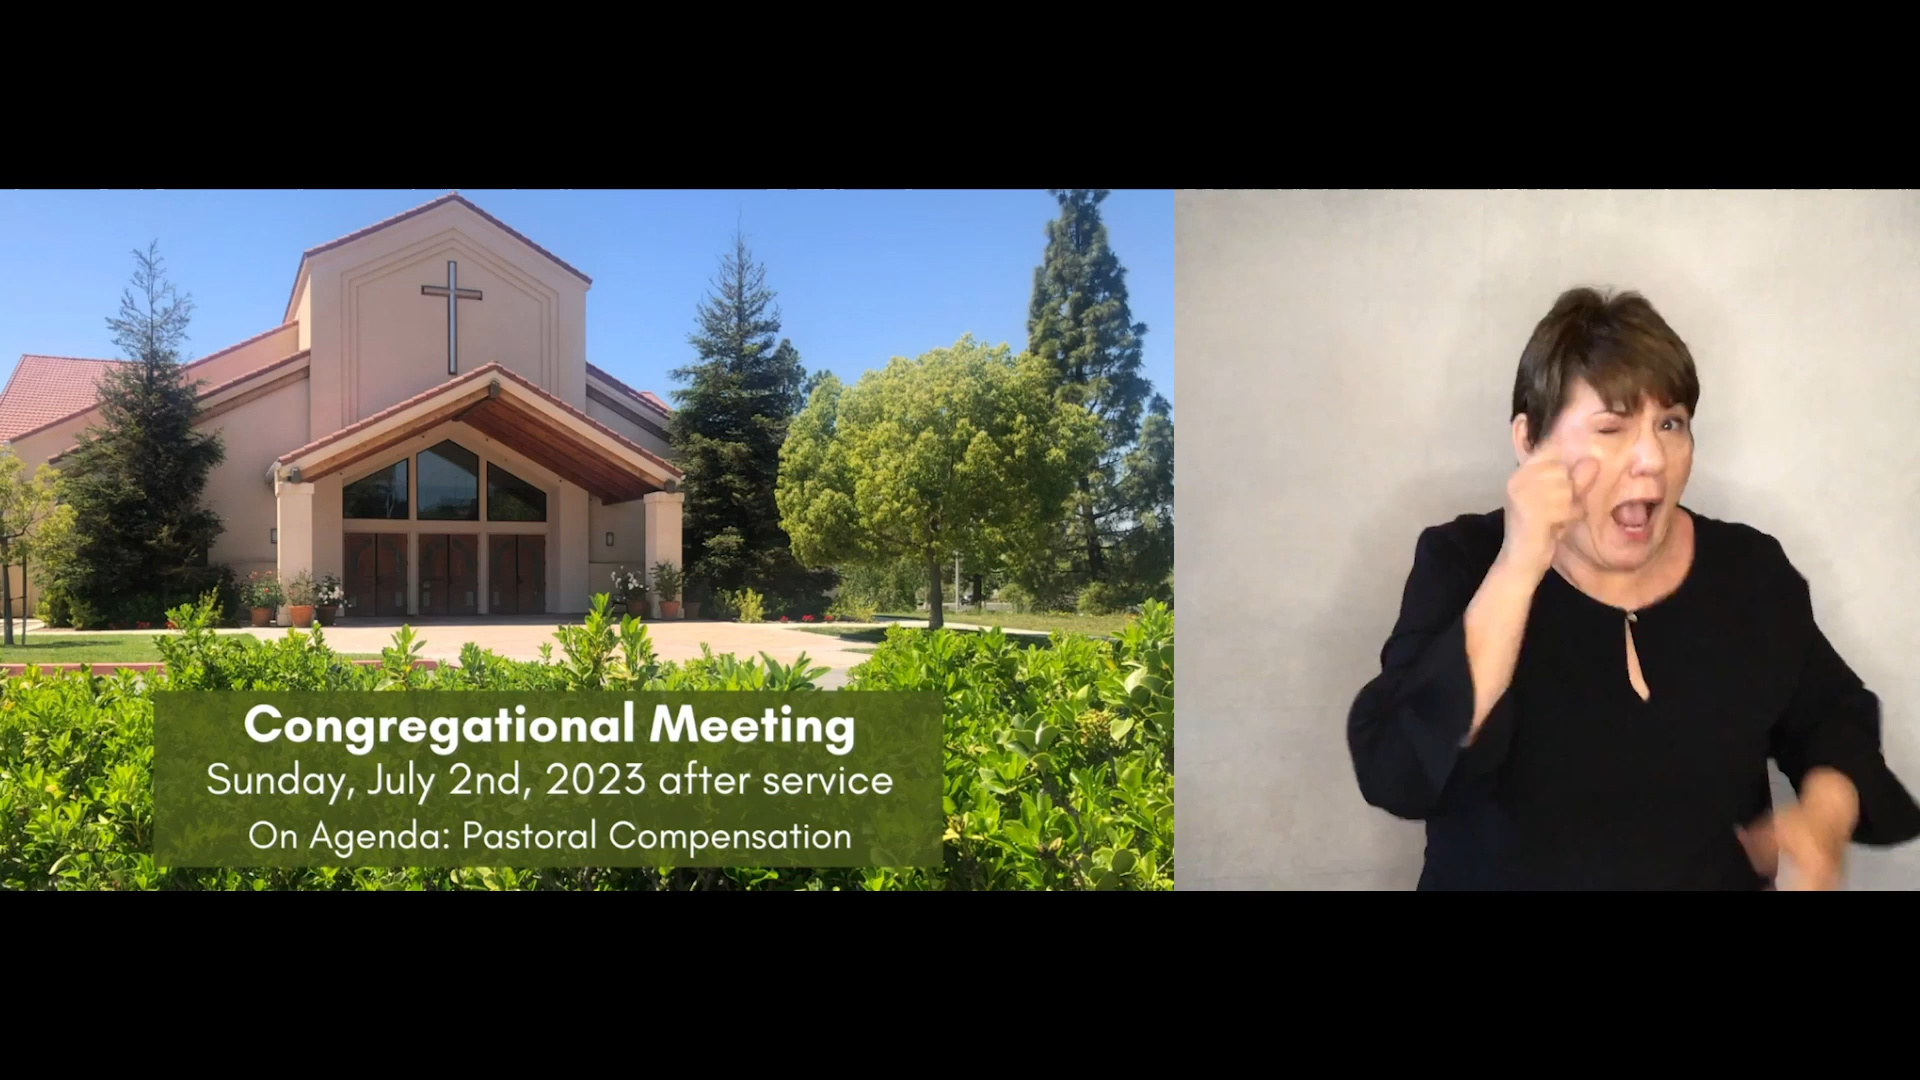 Congregational Meeting
Sunday, July 2nd, 2023 after service
On Agenda: Pastoral Compensation